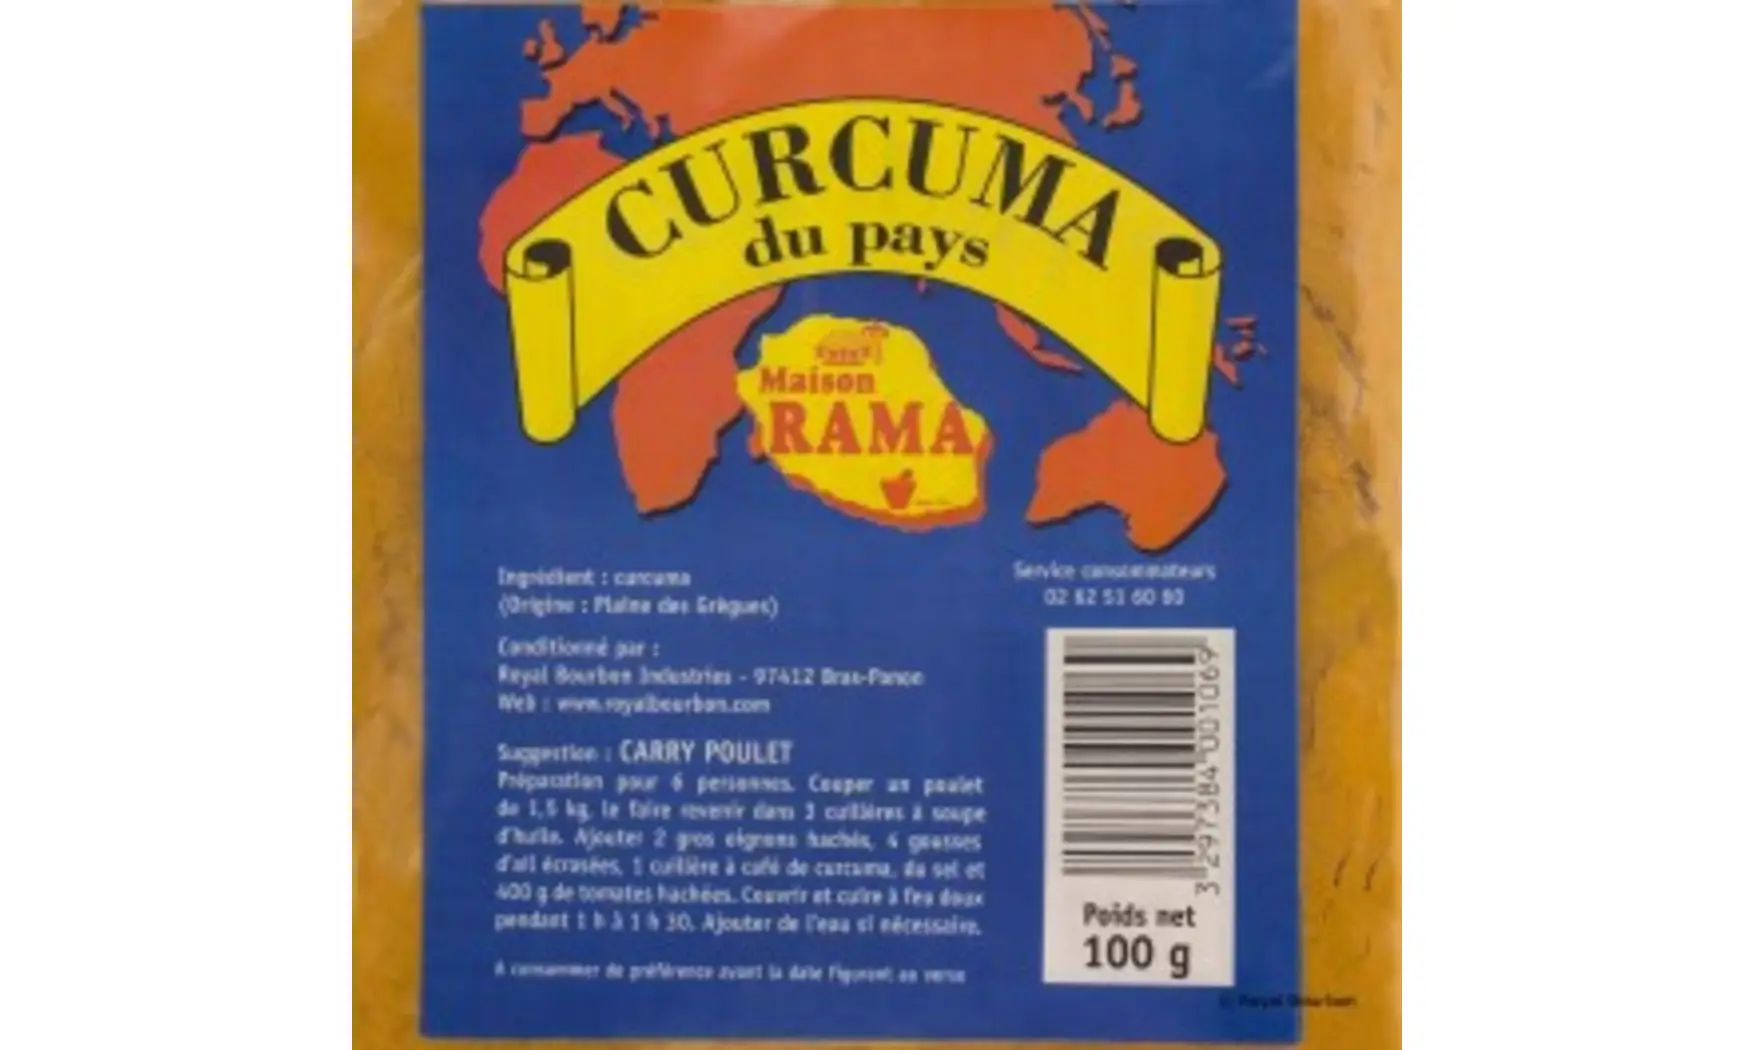 CURCUMA
du pays
Maison
RAMA
Ingrédient : curcuma
(Origine : Plaine des Grègues)
Service consommateurs
02 62 51 60
Conditionné par :
Royal Bourbon Industries - 97412 Bras-Panon
Web : www.royalbourbon.com
Suggestion : CARRY POULET
Préparation pour 6 personnes. Couper un poulet
de 1,5 kg, le faire revenir dans 3 cuillères à soupe
d'huile. Ajouter 2 gros oignons hachés, 4 gousses
d'ail écrasées, 1 cuillère à café de curcuma, du sel et
400 g de tomates hachées. Couvrir et cuire à feu doux
pendant 1 h à 1 h 30. Ajouter de l'eau si nécessaire.
A consommer de préférence avant la date figurant au verso
3 297384 001069
Poids net
100 g
© Royal Bourbon